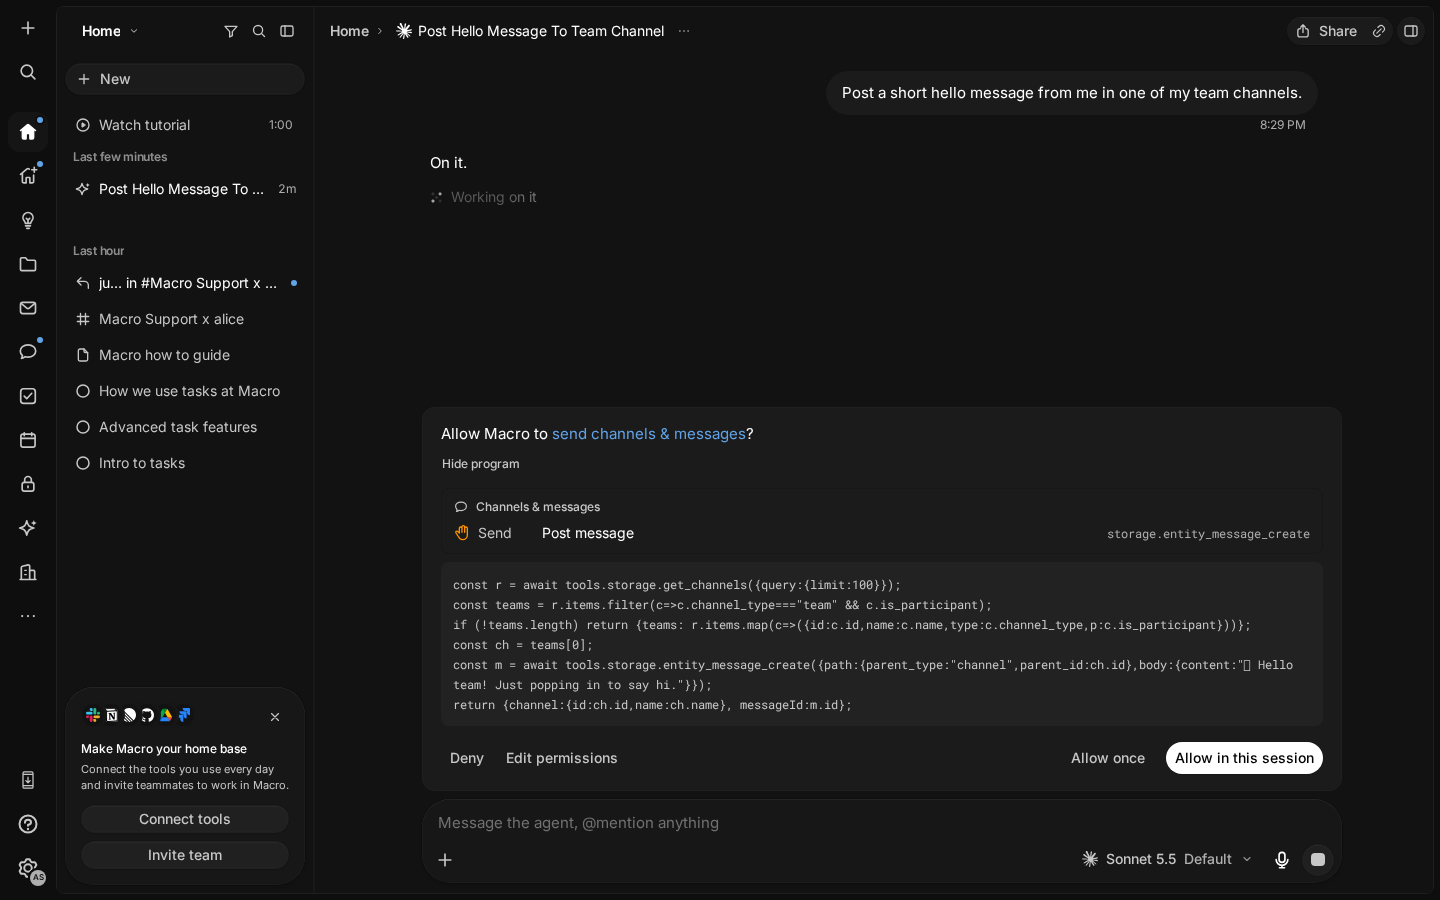 Home
New
Watch tutorial 1:00
Last few minutes
Post Hello Message To ... 2m
Last hour
ju... in #Macro Support x ...
Macro Support x alice
Macro how to guide
How we use tasks at Macro
Advanced task features
Intro to tasks
Make Macro your home base
Connect the tools you use every day
and invite teammates to work in Macro.
Connect tools
Invite team
AS
Home > Post Hello Message To Team Channel ...
Share
Post a short hello message from me in one of my team channels.
8:29 PM
On it.
Working on it
Allow Macro to send channels & messages?
Hide program
Channels & messages
Send Post message storage.entity_message_create
const r = await tools.storage.get_channels({query:{limit:100}});
const teams = r.items.filter(c=>c.channel_type==="team" && c.is_participant);
if (!teams.length) return {teams: r.items.map(c=>({id:c.id,name:c.name,type:c.channel_type,p:c.is_participant}))};
const ch = teams[0];
const m = await tools.storage.entity_message_create({path:{parent_type:"channel",parent_id:ch.id},body:{content:"▯ Hello
team! Just popping in to say hi."}});
return {channel:{id:ch.id,name:ch.name}, messageId:m.id};
Deny Edit permissions Allow once Allow in this session
Message the agent, @mention anything
Sonnet 5.5 Default